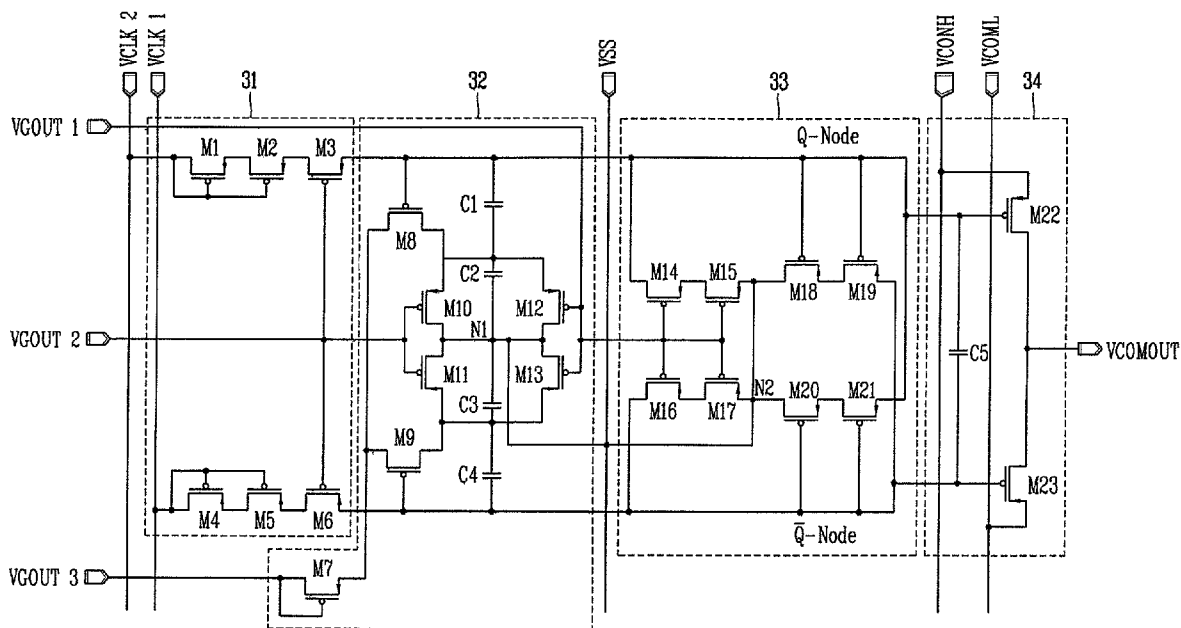 VCLK 2
VCLK 1
VSS
VCONH
VCOML
31
32
33
34
VGOUT 1
Q-Node
M1
M2
M3
C1
M22
M8
C2
M14
M15
M18
M19
M10
M12
N1
VGOUT 2
C5
VCOMOUT
M11
M13
C3
M16
M17
N2
M20
M21
M9
C4
M23
M4
M5
M6
Q̄-Node
M7
VGOUT 3